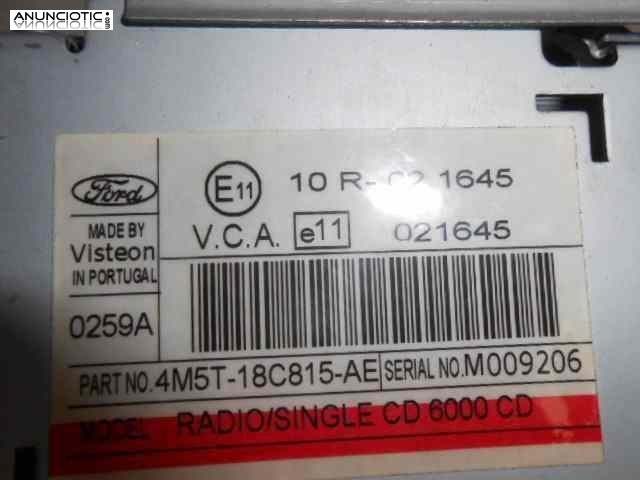 ANUNCIOTIC.com
Ford
E11 10 R- 02 1645
MADE BY
Visteon
IN PORTUGAL
V.C.A. e11 021645
0259A
PART NO. 4M5T-18C815-AE SERIAL NO. M009206
MODEL RADIO/SINGLE CD 6000 CD